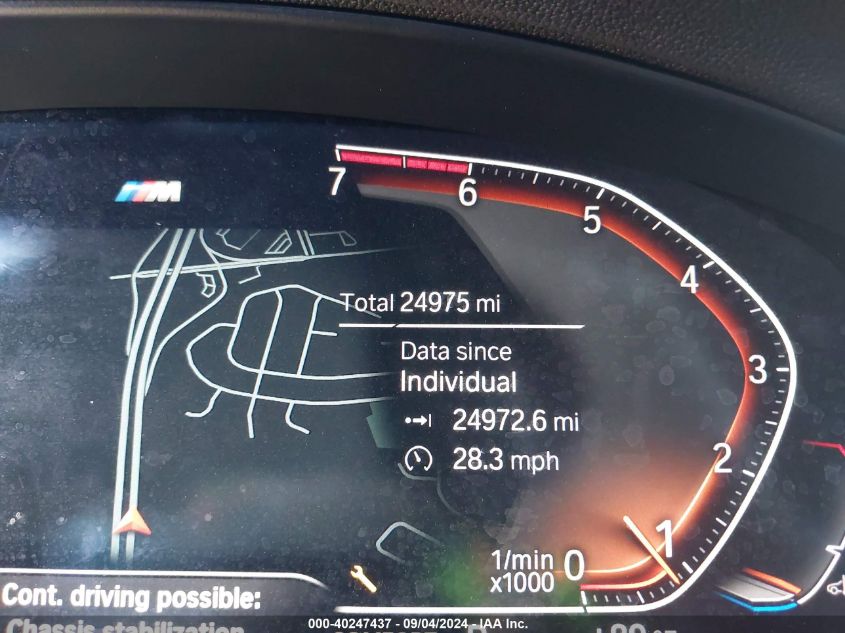 M
7
6
5
4
3
2
1
0
Total 24975 mi
Data since
Individual
24972.6 mi
28.3 mph
1/min
x1000
Cont. driving possible:
Chassis stabilization
000-40247437 - 09/04/2024 - IAA Inc.